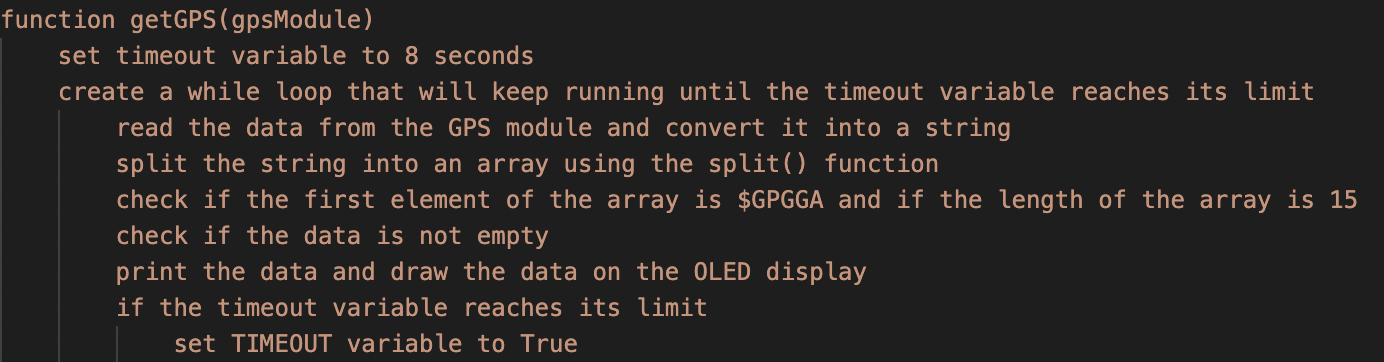 function getGPS(gpsModule)
set timeout variable to 8 seconds
create a while loop that will keep running until the timeout variable reaches its limit
read the data from the GPS module and convert it into a string
split the string into an array using the split() function
check if the first element of the array is $GPGGA and if the length of the array is 15
check if the data is not empty
print the data and draw the data on the OLED display
if the timeout variable reaches its limit
set TIMEOUT variable to True